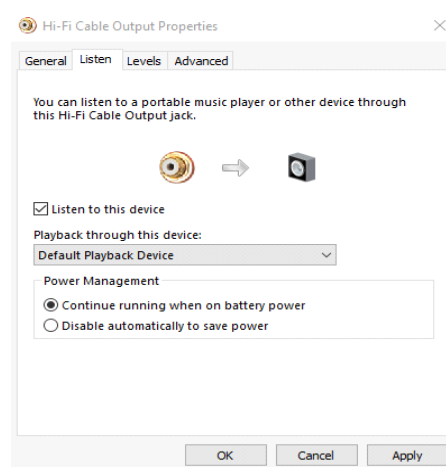 Hi-Fi Cable Output Properties
General Listen Levels Advanced
You can listen to a portable music player or other device through
this Hi-Fi Cable Output jack.
Listen to this device
Playback through this device:
Default Playback Device
Power Management
Continue running when on battery power
Disable automatically to save power
OK Cancel Apply